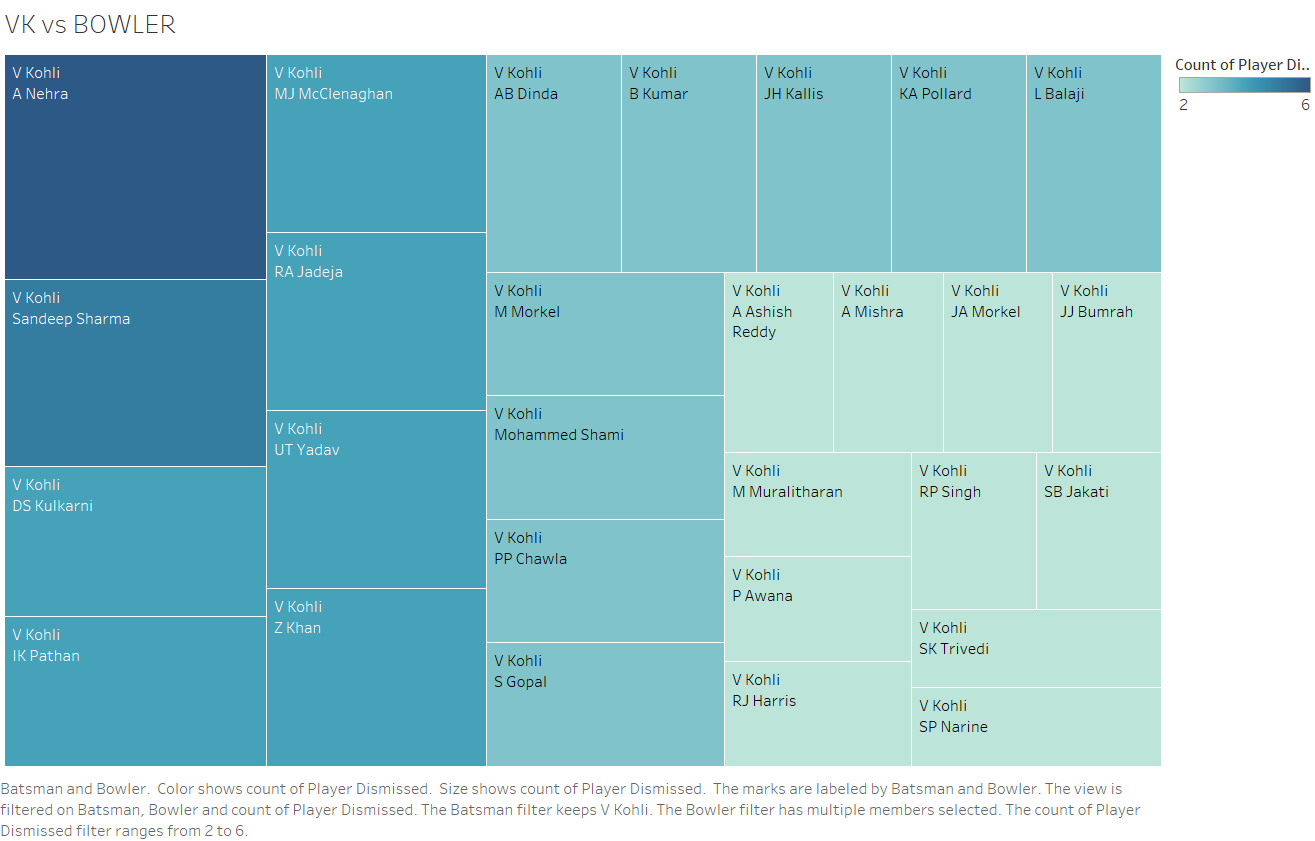 VK vs BOWLER
V Kohli
A Nehra
V Kohli
Sandeep Sharma
V Kohli
DS Kulkarni
V Kohli
IK Pathan
V Kohli
MJ McClenaghan
V Kohli
RA Jadeja
V Kohli
UT Yadav
V Kohli
Z Khan
V Kohli
AB Dinda
V Kohli
B Kumar
V Kohli
JH Kallis
V Kohli
KA Pollard
V Kohli
L Balaji
V Kohli
M Morkel
V Kohli
Mohammed Shami
V Kohli
PP Chawla
V Kohli
S Gopal
V Kohli
A Ashish
Reddy
V Kohli
A Mishra
V Kohli
JA Morkel
V Kohli
JJ Bumrah
V Kohli
M Muralitharan
V Kohli
P Awana
V Kohli
RJ Harris
V Kohli
RP Singh
V Kohli
SB Jakati
V Kohli
SK Trivedi
V Kohli
SP Narine
Count of Player Di..
2 6
Batsman and Bowler.  Color shows count of Player Dismissed.  Size shows count of Player Dismissed.  The marks are labeled by Batsman and Bowler. The view is
filtered on Batsman, Bowler and count of Player Dismissed. The Batsman filter keeps V Kohli. The Bowler filter has multiple members selected. The count of Player
Dismissed filter ranges from 2 to 6.